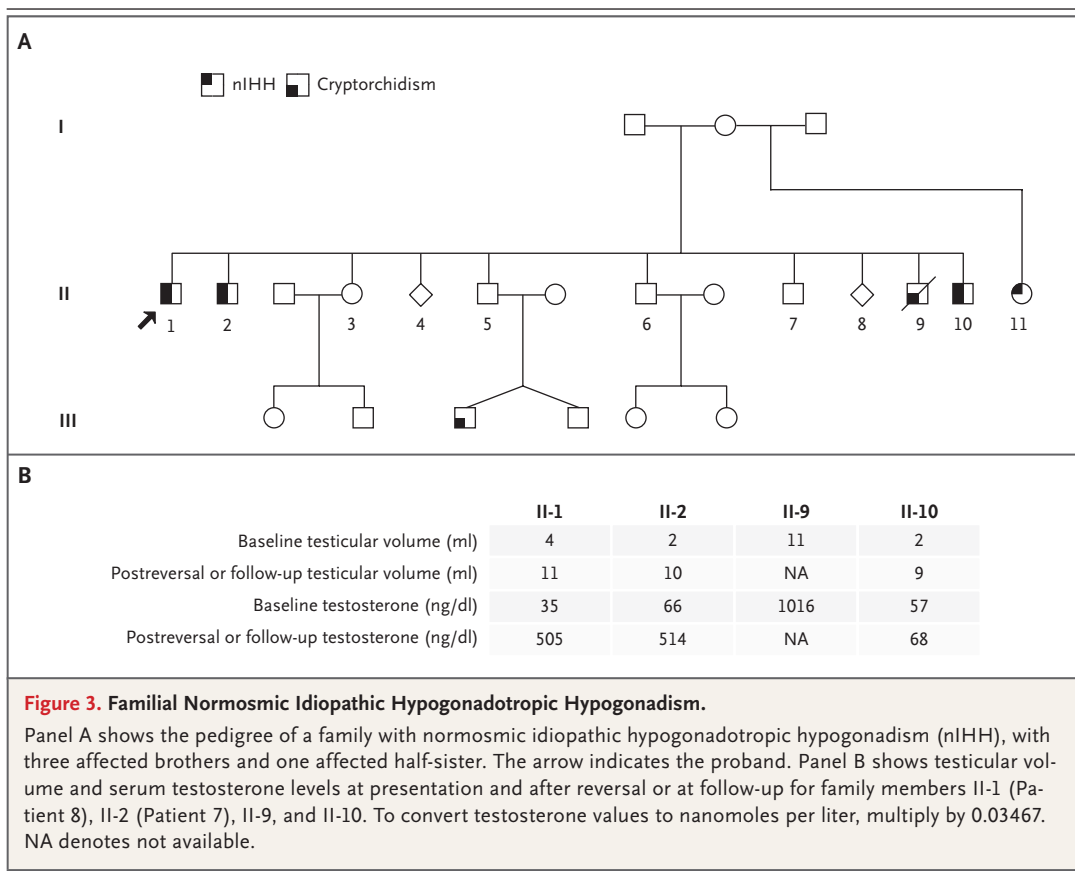 A
nIHH Cryptorchidism
I
II
1 2 3 4 5 6 7 8 9 10 11
III
B
II-1 II-2 II-9 II-10
Baseline testicular volume (ml) 4 2 11 2
Postreversal or follow-up testicular volume (ml) 11 10 NA 9
Baseline testosterone (ng/dl) 35 66 1016 57
Postreversal or follow-up testosterone (ng/dl) 505 514 NA 68
Figure 3. Familial Normosmic Idiopathic Hypogonadotropic Hypogonadism.
Panel A shows the pedigree of a family with normosmic idiopathic hypogonadotropic hypogonadism (nIHH), with
three affected brothers and one affected half-sister. The arrow indicates the proband. Panel B shows testicular vol-
ume and serum testosterone levels at presentation and after reversal or at follow-up for family members II-1 (Pa-
tient 8), II-2 (Patient 7), II-9, and II-10. To convert testosterone values to nanomoles per liter, multiply by 0.03467.
NA denotes not available.